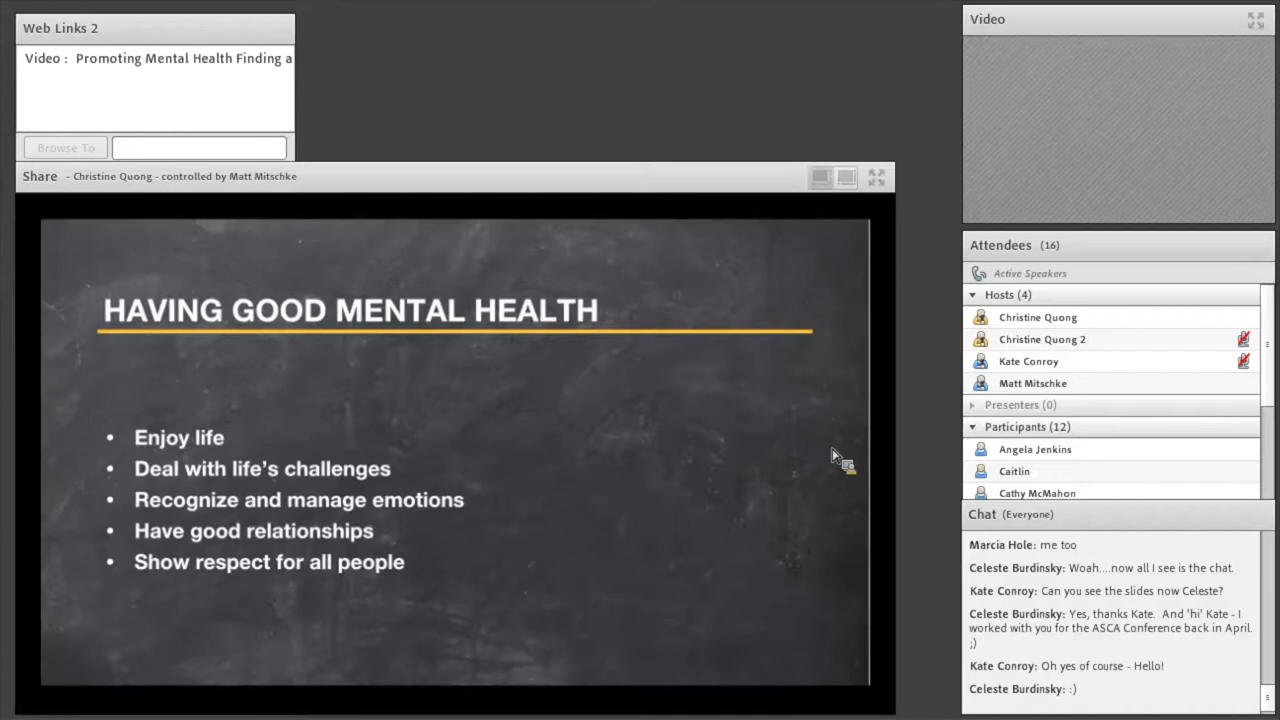 Web Links 2
Video : Promoting Mental Health Finding a
Browse To
Share - Christine Quong - controlled by Matt Mitschke
HAVING GOOD MENTAL HEALTH
• Enjoy life
• Deal with life's challenges
• Recognize and manage emotions
• Have good relationships
• Show respect for all people
Video
Attendees (16)
Active Speakers
Hosts (4)
Christine Quong
Christine Quong 2
Kate Conroy
Matt Mitschke
Presenters (0)
Participants (12)
Angela Jenkins
Caitlin
Cathy McMahon
Chat (Everyone)
Marcia Hole: me too
Celeste Burdinsky: Woah....now all I see is the chat.
Kate Conroy: Can you see the slides now Celeste?
Celeste Burdinsky: Yes, thanks Kate. And 'hi' Kate - I
worked with you for the ASCA Conference back in April.
;)
Kate Conroy: Oh yes of course - Hello!
Celeste Burdinsky: :)